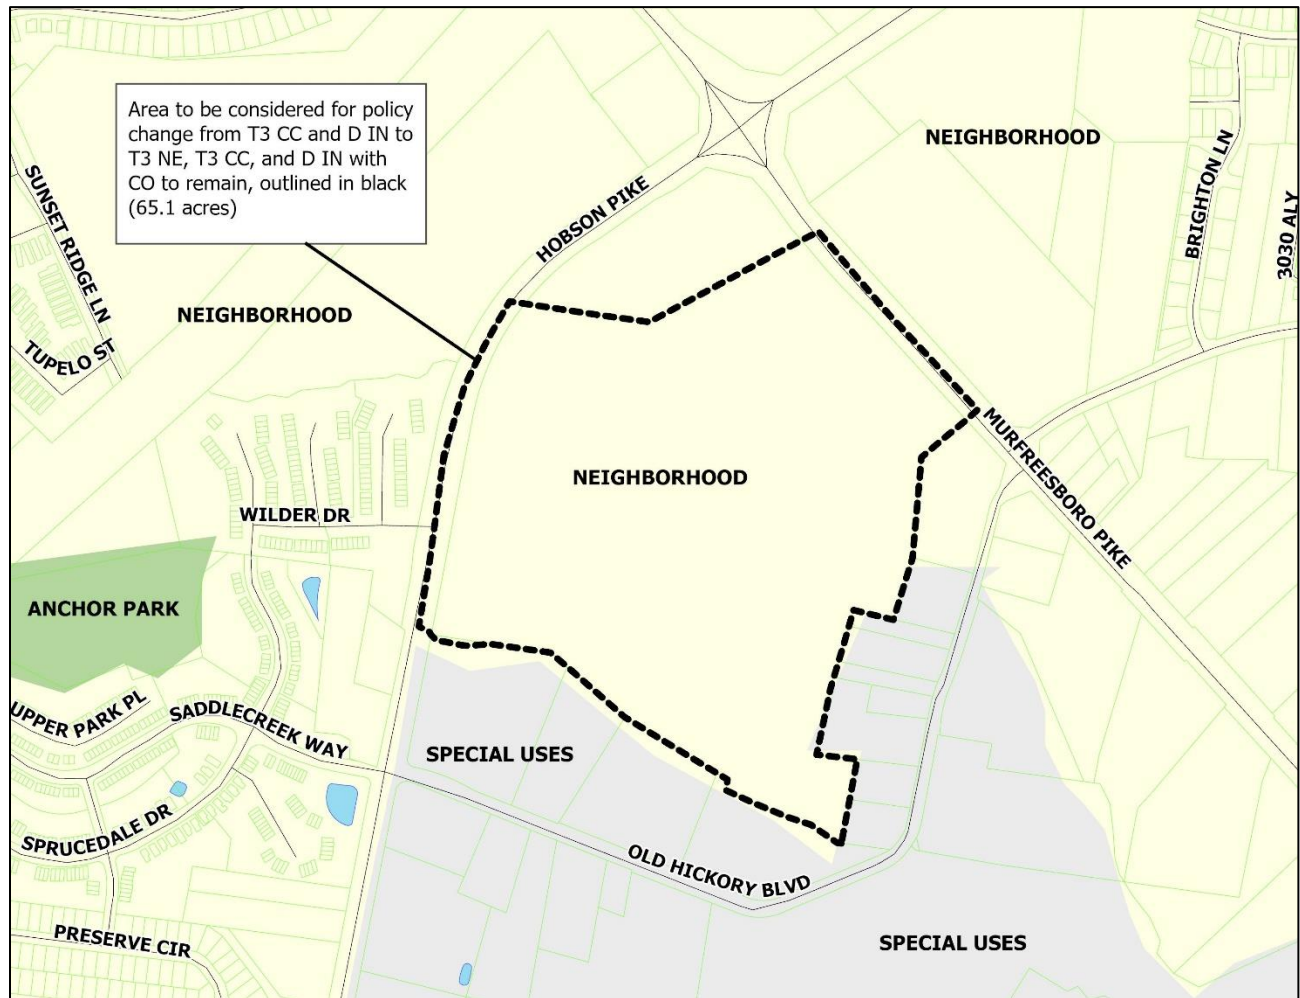 Area to be considered for policy
change from T3 CC and D IN to
T3 NE, T3 CC, and D IN with
CO to remain, outlined in black
(65.1 acres)
NEIGHBORHOOD
BRIGHTON LN
3030 ALY
HOBSON PIKE
SUNSET RIDGE LN
NEIGHBORHOOD
TUPELO ST
MURFREESBORO PIKE
NEIGHBORHOOD
WILDER DR
ANCHOR PARK
UPPER PARK PL
SADDLECREEK WAY
SPECIAL USES
SPRUCEDALE DR
OLD HICKORY BLVD
PRESERVE CIR
SPECIAL USES